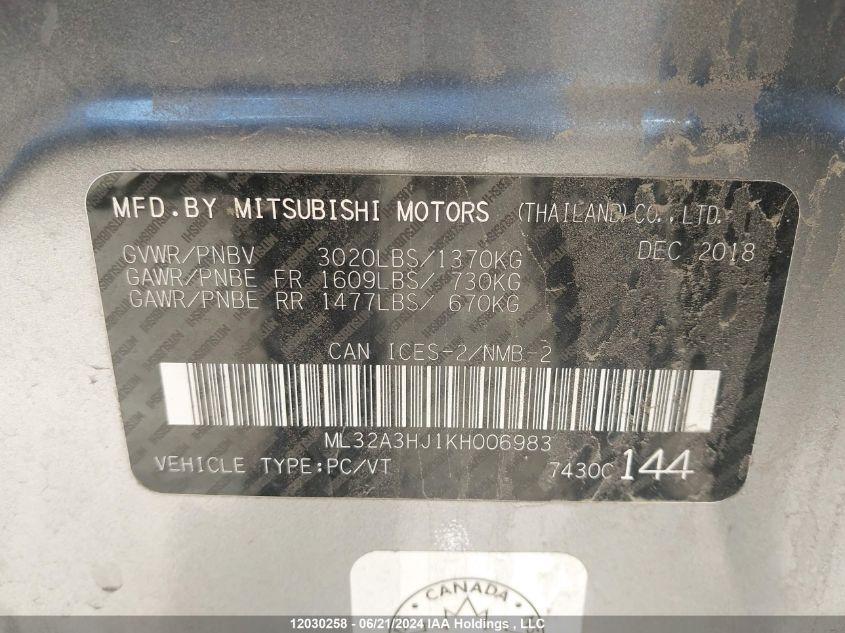 MFD.BY MITSUBISHI MOTORS (THAILAND) CO.,LTD.
GVWR/PNBV 3020LBS/1370KG DEC 2018
GAWR/PNBE FR 1609LBS/ 730KG
GAWR/PNBE RR 1477LBS/ 670KG
CAN ICES-2/NMB-2
ML32A3HJ1KH006983
VEHICLE TYPE:PC/VT 7430C 144
CANADA
12030258 - 06/21/2024 IAA Holdings , LLC